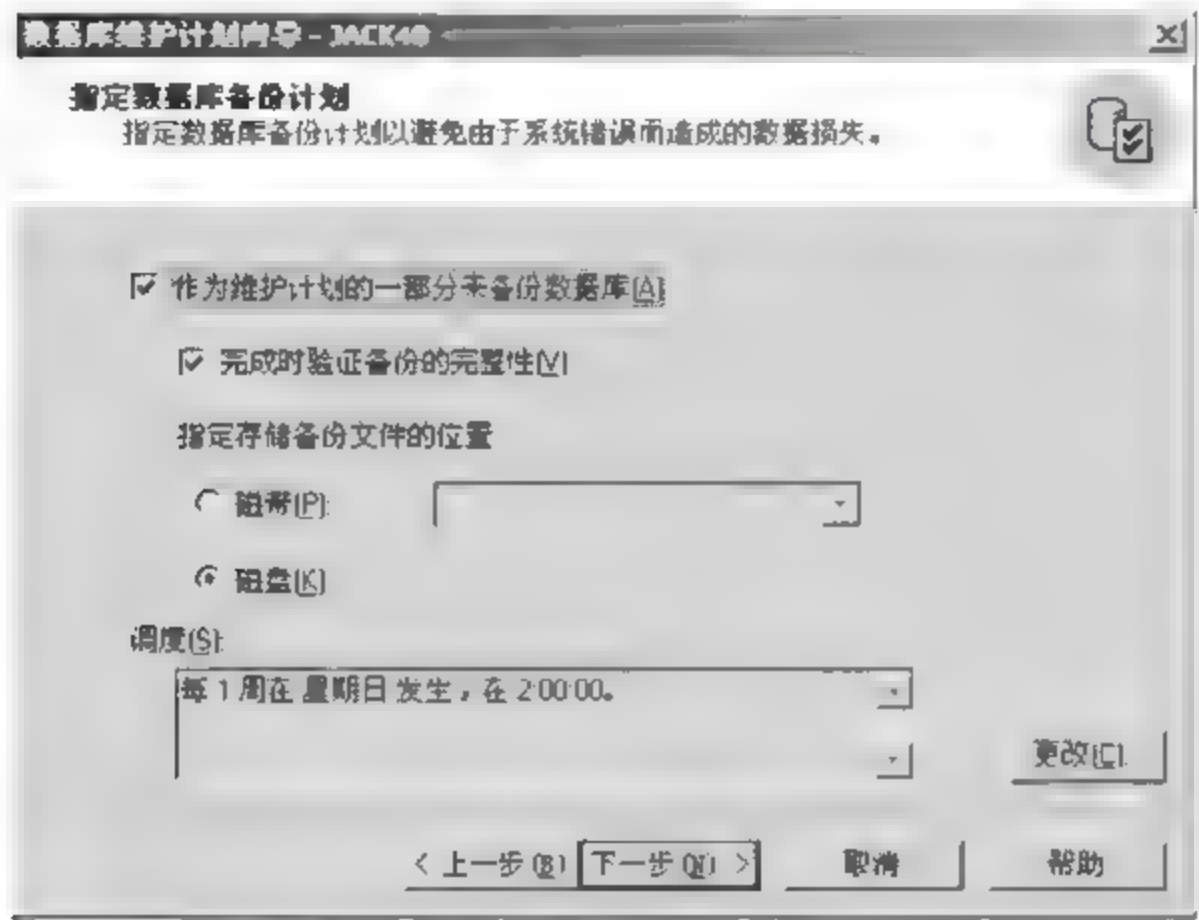 数据库维护计划向导 - JACK48
指定数据库备份计划
指定数据库备份计划以避免由于系统错误而造成的数据损失。
作为维护计划的一部分来备份数据库(A)
完成时验证备份的完整性(V)
指定存储备份文件的位置
磁带(P):
磁盘(K)
调度(S):
每 1 周在 星期日 发生，在 2:00:00。
更改(C)
< 上一步(B) 下一步(N) > 取消 帮助